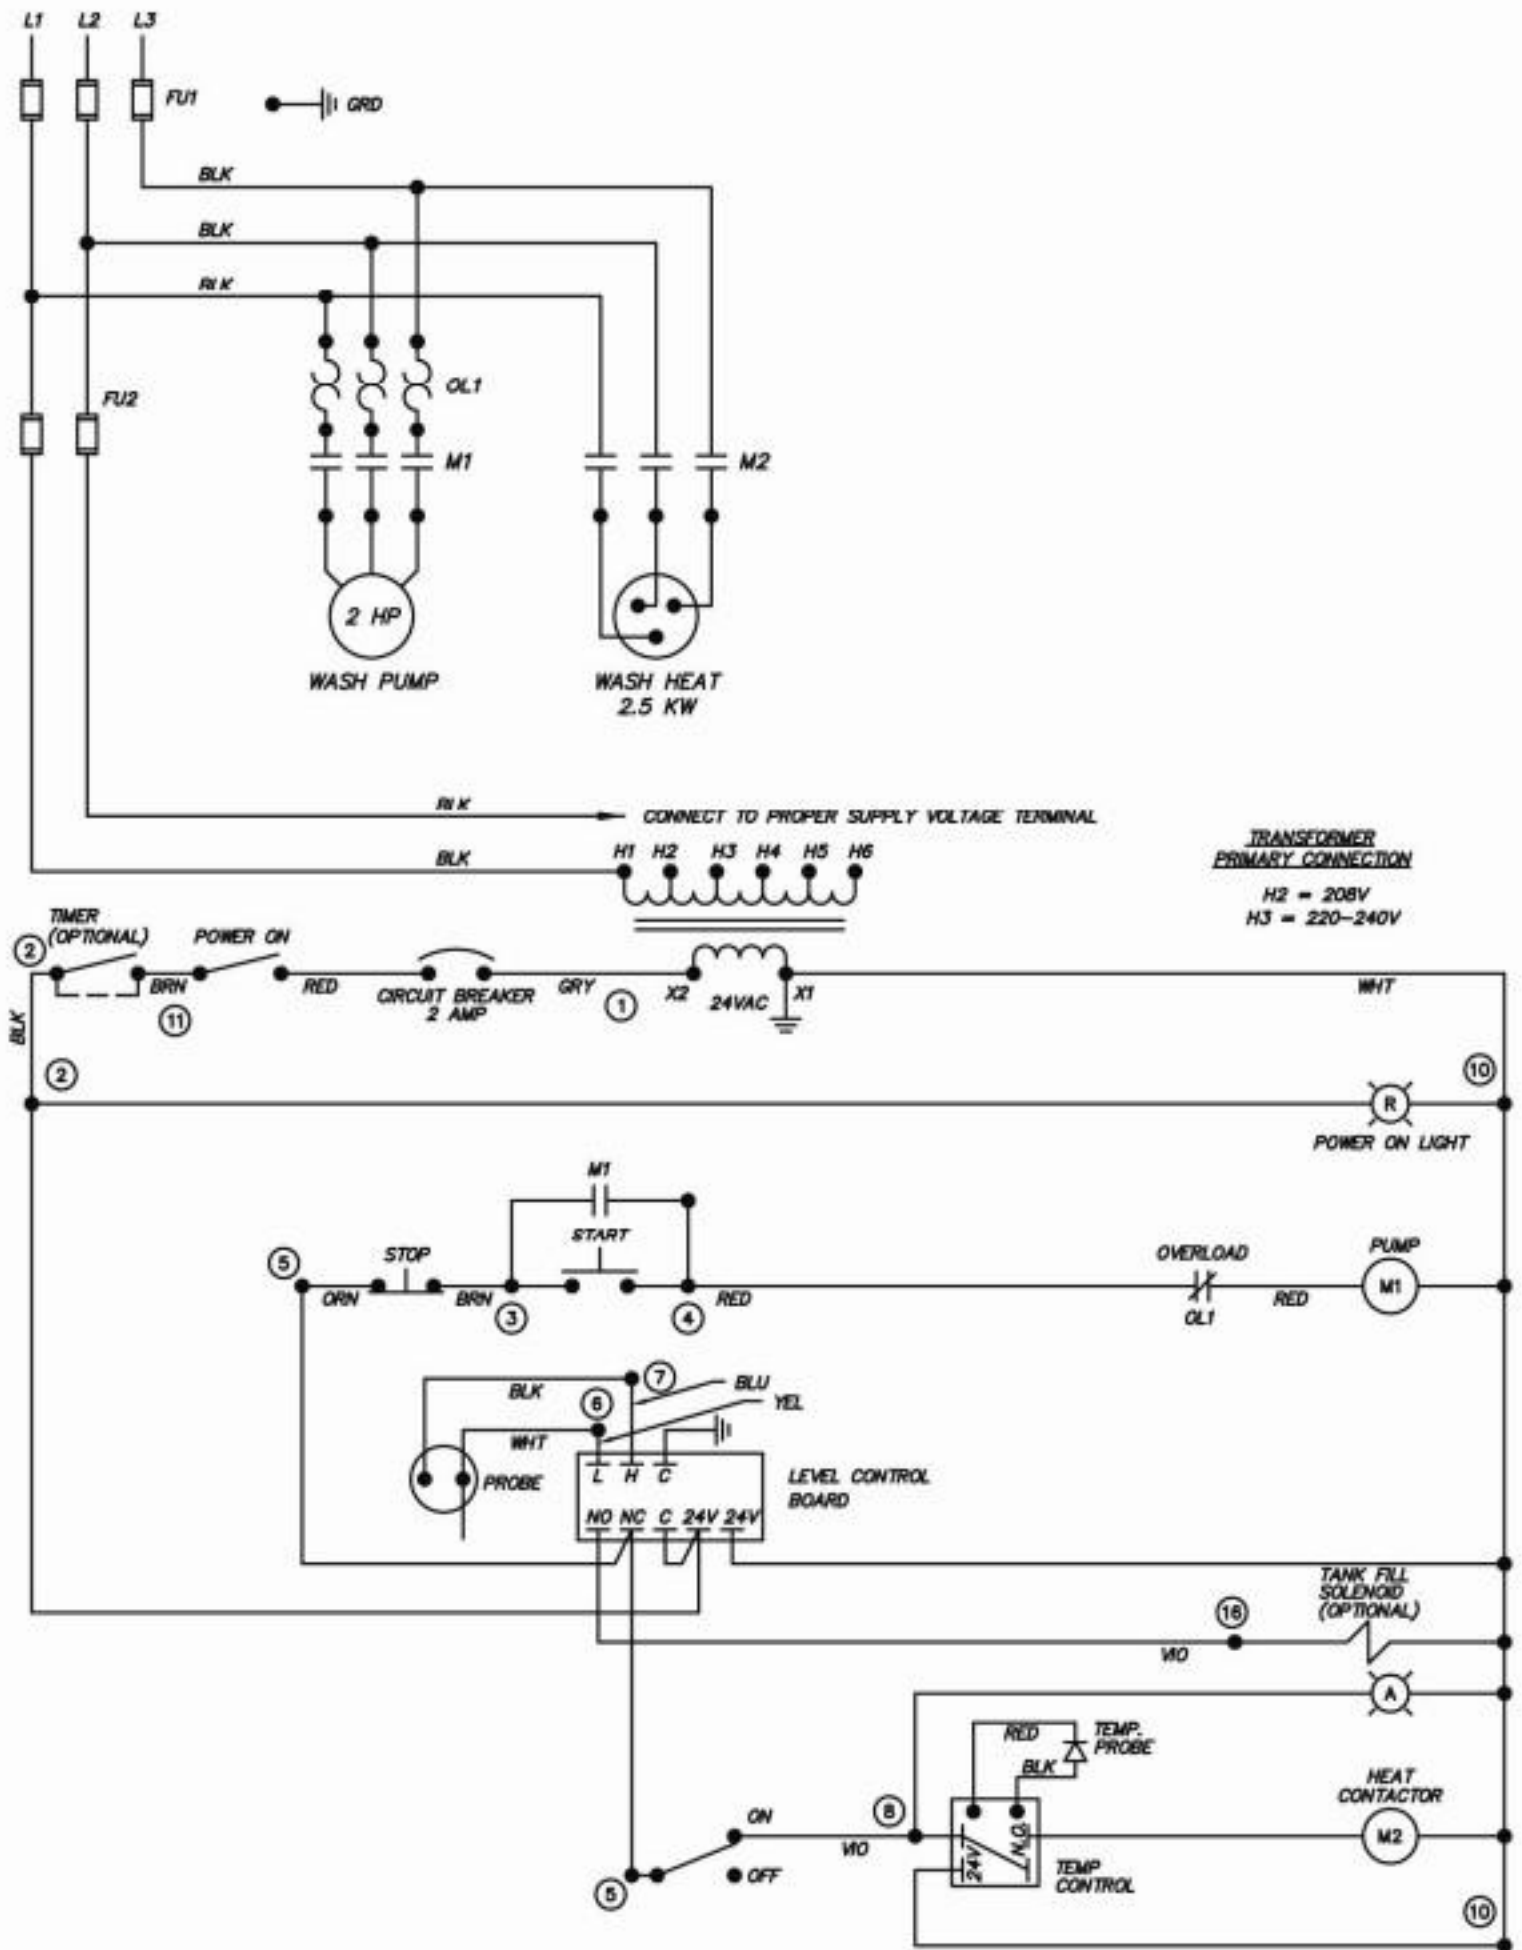 L1 L2 L3
FU1
GRD
BLK
BLK
BLK
OL1
FU2
M1
M2
2 HP
WASH PUMP
WASH HEAT
2.5 KW
BLK
CONNECT TO PROPER SUPPLY VOLTAGE TERMINAL
BLK
H1 H2 H3 H4 H5 H6
TRANSFORMER
PRIMARY CONNECTION
H2 = 208V
H3 = 220-240V
TIMER
(OPTIONAL)
2
POWER ON
BRN
11
RED
CIRCUIT BREAKER
2 AMP
GRY
1
X2
24VAC
X1
WHT
BLK
2
10
R
POWER ON LIGHT
M1
START
5
STOP
ORN
BRN
3
4
RED
OVERLOAD
OL1
RED
PUMP
M1
7
BLU
BLK
6
YEL
WHT
PROBE
L H C
LEVEL CONTROL
BOARD
NO NC C 24V 24V
TANK FILL
SOLENOID
(OPTIONAL)
16
VIO
A
RED
TEMP.
PROBE
BLK
HEAT
CONTACTOR
ON
8
VIO
24V
N.O.
M2
OFF
5
TEMP
CONTROL
10